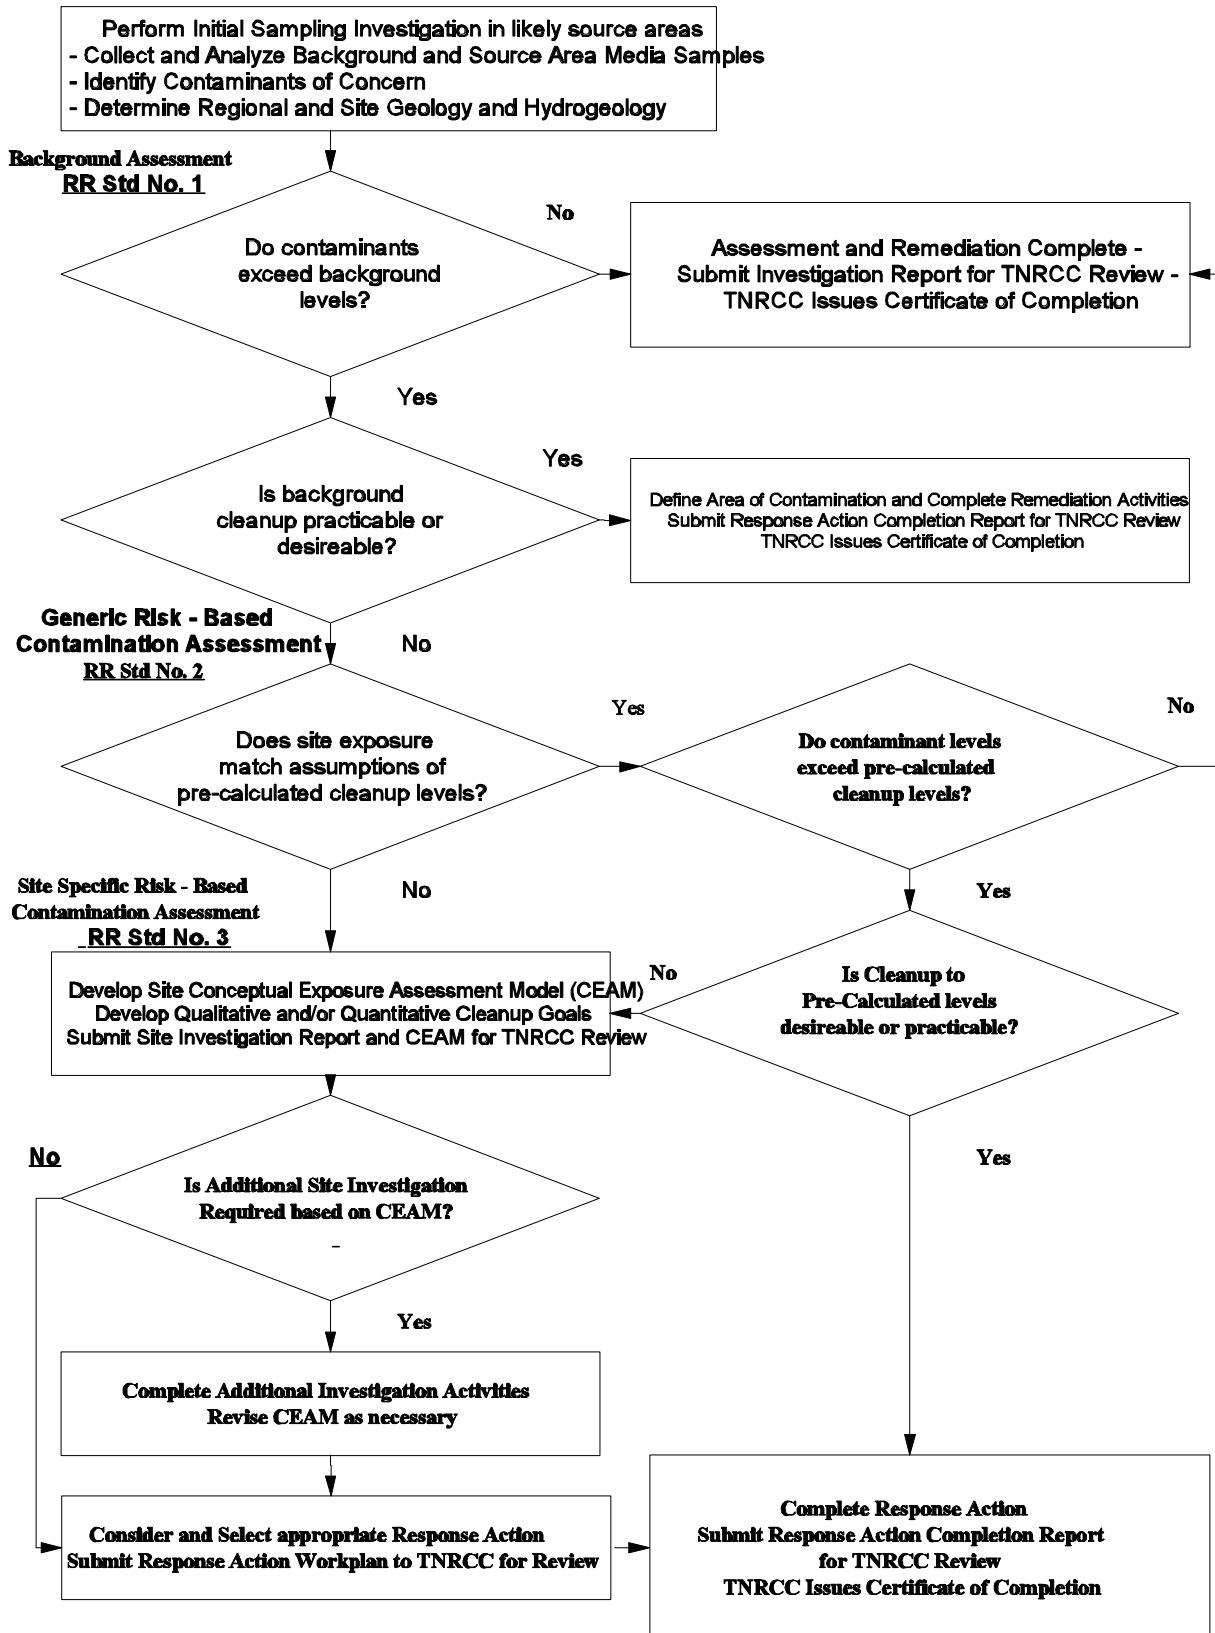 Perform Initial Sampling Investigation in likely source areas
- Collect and Analyze Background and Source Area Media Samples
- Identify Contaminants of Concern
- Determine Regional and Site Geology and Hydrogeology
Background Assessment
RR Std No. 1
Do contaminants
exceed background
levels?
No
Assessment and Remediation Complete -
Submit Investigation Report for TNRCC Review -
TNRCC Issues Certificate of Completion
Yes
Is background
cleanup practicable or
desireable?
Yes
Define Area of Contamination and Complete Remediation Activities
Submit Response Action Completion Report for TNRCC Review
TNRCC Issues Certificate of Completion
Generic Risk - Based
Contamination Assessment
RR Std No. 2
No
Does site exposure
match assumptions of
pre-calculated cleanup levels?
Yes
Do contaminant levels
exceed pre-calculated
cleanup levels?
No
Site Specific Risk - Based
Contamination Assessment
RR Std No. 3
No
Yes
Develop Site Conceptual Exposure Assessment Model (CEAM)
Develop Qualitative and/or Quantitative Cleanup Goals
Submit Site Investigation Report and CEAM for TNRCC Review
No
Is Cleanup to
Pre-Calculated levels
desireable or practicable?
No
Is Additional Site Investigation
Required based on CEAM?
Yes
Yes
Complete Additional Investigation Activities
Revise CEAM as necessary
Consider and Select appropriate Response Action
Submit Response Action Workplan to TNRCC for Review
Complete Response Action
Submit Response Action Completion Report
for TNRCC Review
TNRCC Issues Certificate of Completion